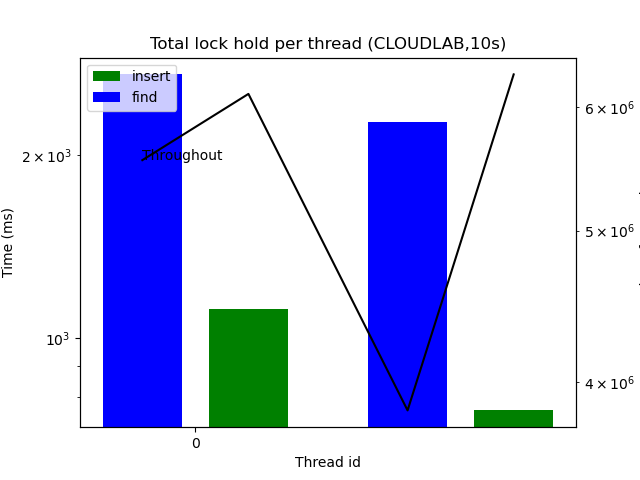 Total lock hold per thread (CLOUDLAB,10s)
insert
find
Throughout
2 × 10³
10³
Time (ms)
6 × 10⁶
5 × 10⁶
4 × 10⁶
0
Thread id